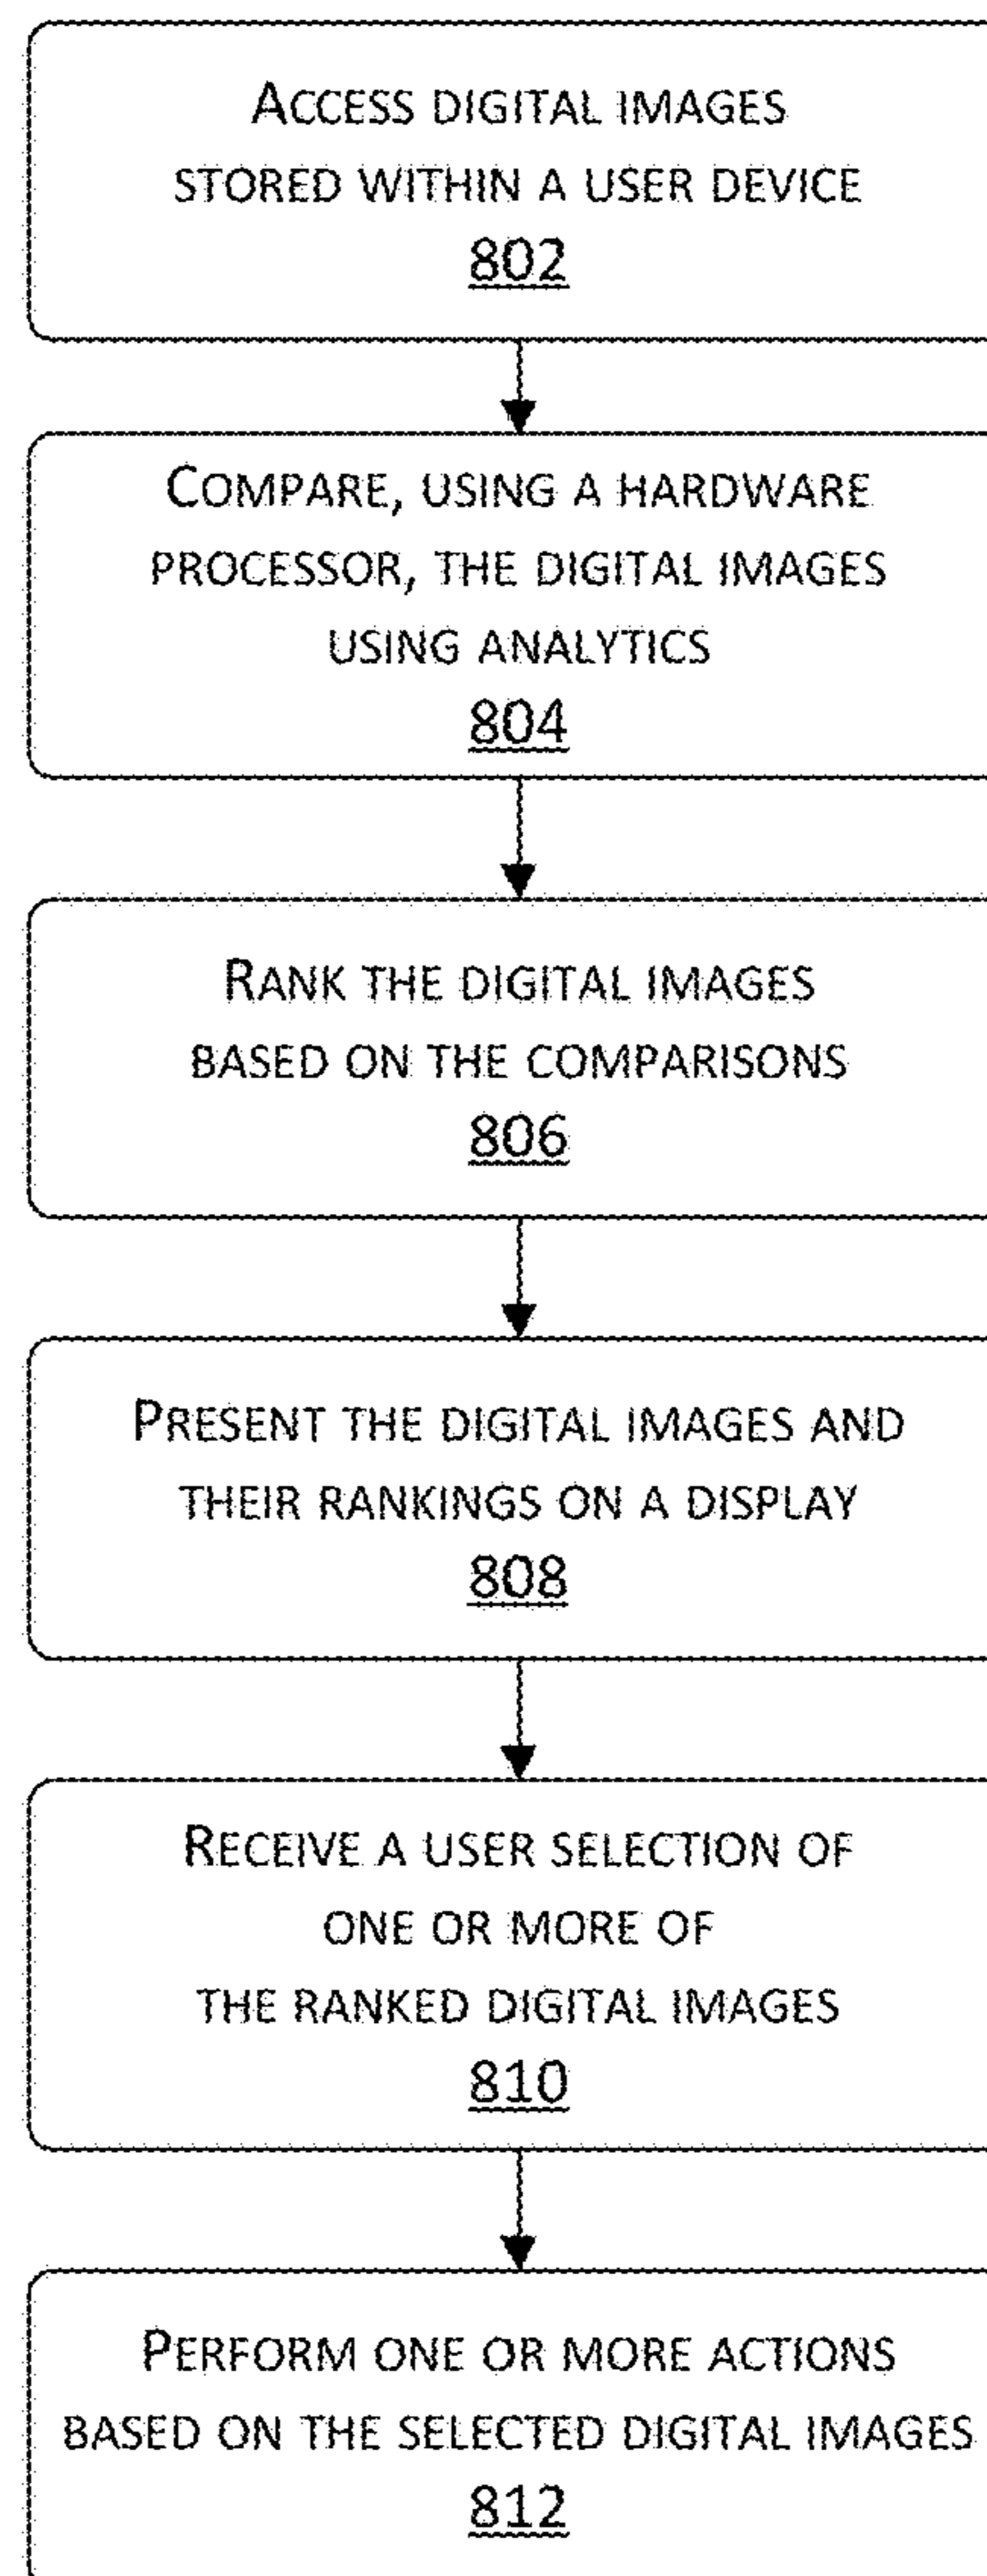 ACCESS DIGITAL IMAGES
STORED WITHIN A USER DEVICE
802
COMPARE, USING A HARDWARE
PROCESSOR, THE DIGITAL IMAGES
USING ANALYTICS
804
RANK THE DIGITAL IMAGES
BASED ON THE COMPARISONS
806
PRESENT THE DIGITAL IMAGES AND
THEIR RANKINGS ON A DISPLAY
808
RECEIVE A USER SELECTION OF
ONE OR MORE OF
THE RANKED DIGITAL IMAGES
810
PERFORM ONE OR MORE ACTIONS
BASED ON THE SELECTED DIGITAL IMAGES
812